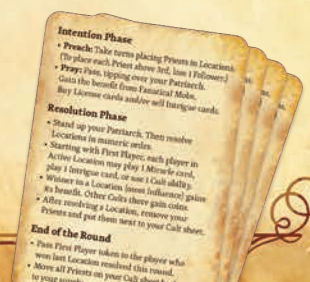 Intention Phase
• Preach: Take turns placing Priests in Locations.
(To place each Priest above 3rd, lose 1 Follower.)
• Pray: Pass, tipping over your Patriarch.
Gain the benefit from Fanatical Mobs.
Buy License cards and/or sell Intrigue cards.
Resolution Phase
• Stand up your Patriarch. Then resolve
Locations in numeric order.
• Starting with First Player, each player in
Active Location may play 1 Miracle card,
play 1 Intrigue card, or use 1 Cult ability.
• Winner in a Location (most Influence) gains
its benefit. Other Cults there gain coins.
• After resolving a Location, remove your
Priests and put them next to your Cult sheet.
End of the Round
• Pass First Player token to the player who
won last Location resolved this round.
• Move all Priests on your Cult sheet
to your